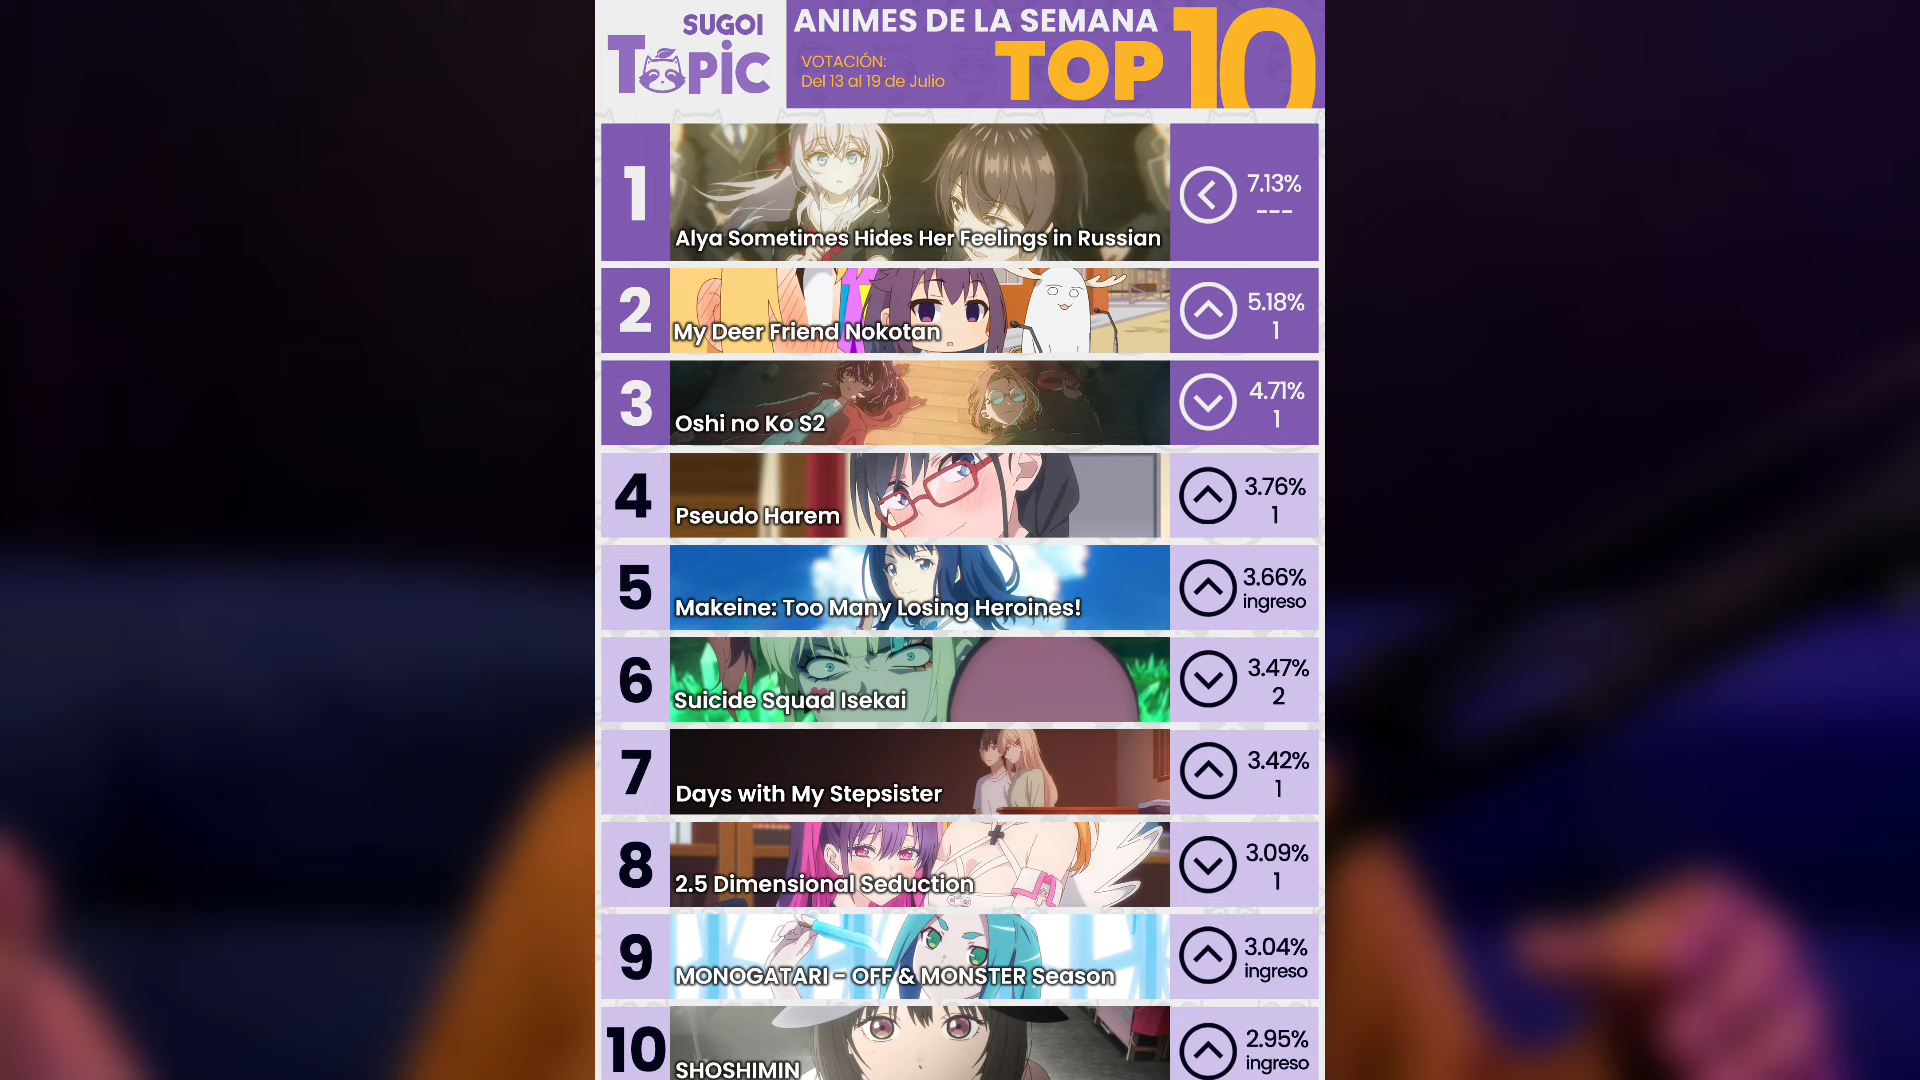 SUGOI
TOPIC
ANIMES DE LA SEMANA
TOP 10
VOTACIÓN:
Del 13 al 19 de Julio
1
Alya Sometimes Hides Her Feelings in Russian
7.13%
---
2
My Deer Friend Nokotan
5.18%
1
3
Oshi no Ko S2
4.71%
1
4
Pseudo Harem
3.76%
1
5
Makeine: Too Many Losing Heroines!
3.66%
ingreso
6
Suicide Squad Isekai
3.47%
2
7
Days with My Stepsister
3.42%
1
8
2.5 Dimensional Seduction
3.09%
1
9
MONOGATARI - OFF & MONSTER Season
3.04%
ingreso
10
SHOSHIMIN
2.95%
ingreso